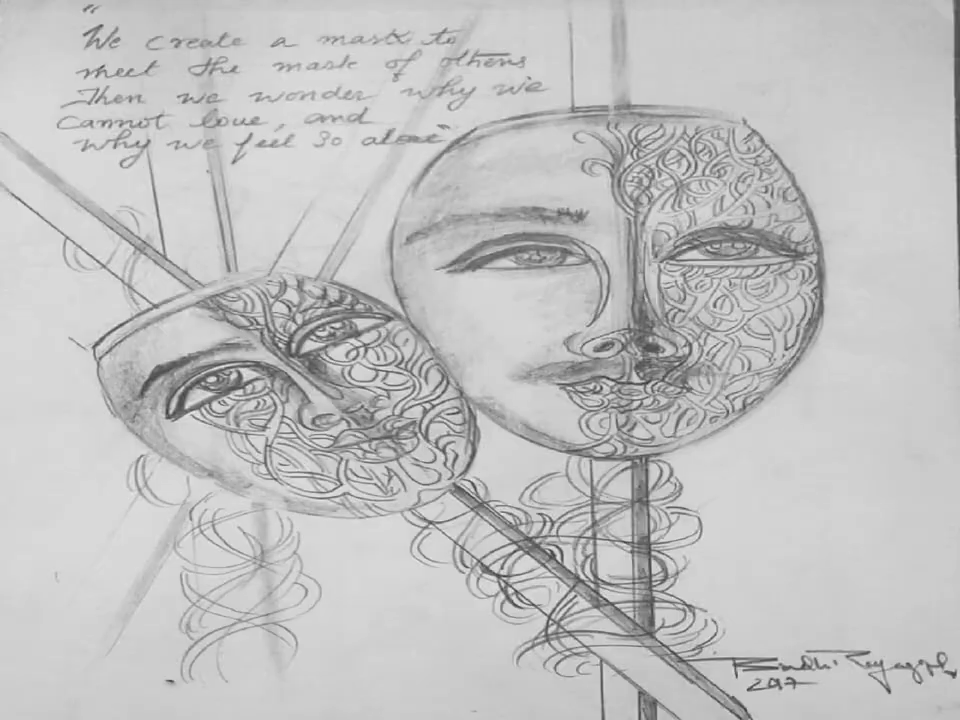 "
We create a mask to
meet the mask of others
Then we wonder why we
cannot love, and
why we feel so alone"
2017